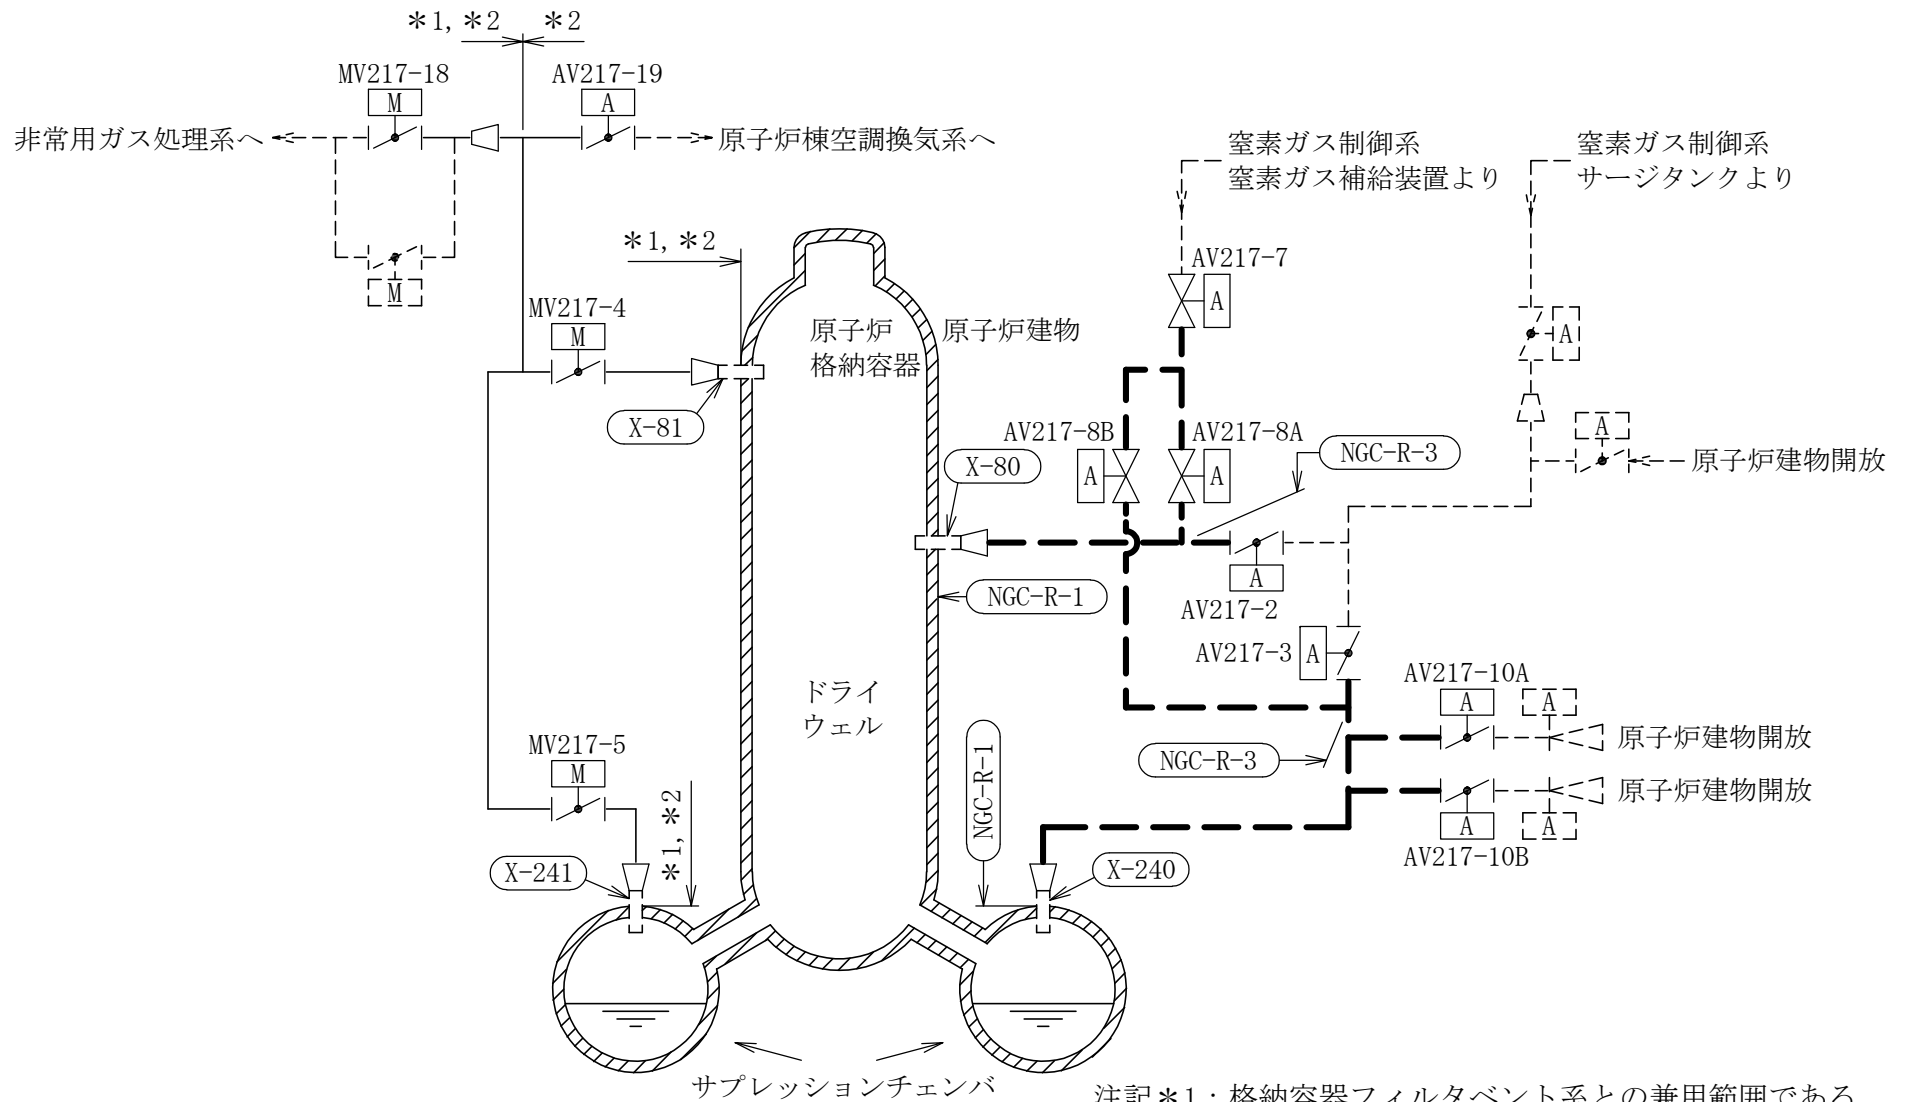 ＊1, ＊2
＊2
MV217-18
AV217-19
M
A
非常用ガス処理系へ
原子炉棟空調換気系へ
M
窒素ガス制御系
窒素ガス補給装置より
窒素ガス制御系
サージタンクより
＊1, ＊2
AV217-7
A
MV217-4
M
原子炉
格納容器
原子炉建物
A
X-81
AV217-8B
AV217-8A
A
A
A
X-80
NGC-R-3
原子炉建物開放
A
AV217-2
NGC-R-1
AV217-3
A
ドライ
ウェル
AV217-10A
A
A
原子炉建物開放
MV217-5
M
NGC-R-1
NGC-R-3
原子炉建物開放
＊1, ＊2
A
A
AV217-10B
X-241
X-240
サプレッションチェンバ
注記＊1：格納容器フィルタベント系との兼用範囲である